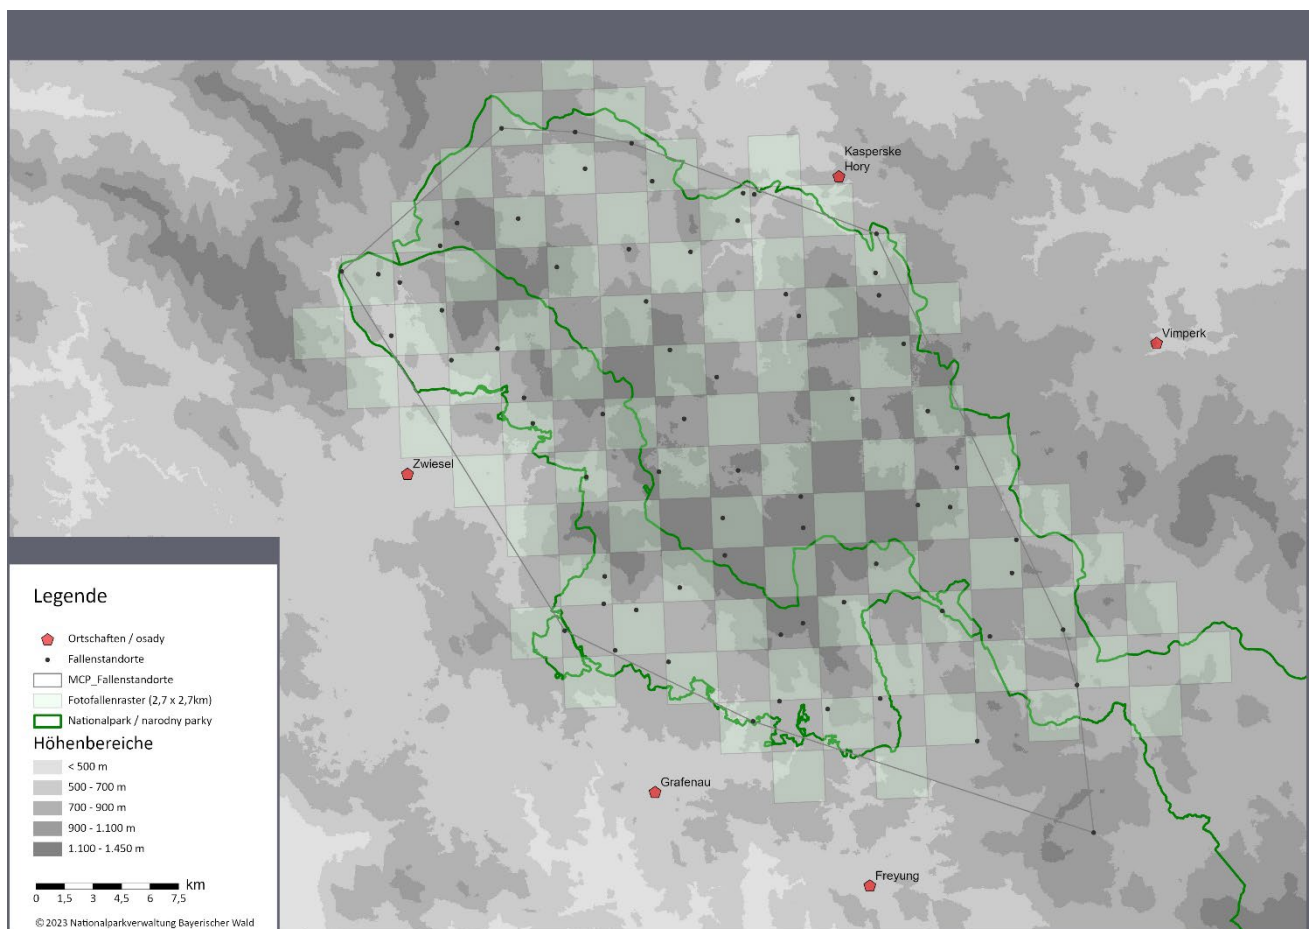 Kasperske
Hory
Vimperk
Zwiesel
Grafenau
Freyung
Legende
Ortschaften / osady
Fallenstandorte
MCP_Fallenstandorte
Fotofallenraster (2,7 x 2,7km)
Nationalpark / narodny parky
Höhenbereiche
< 500 m
500 - 700 m
700 - 900 m
900 - 1.100 m
1.100 - 1.450 m
km
0 1,5 3 4,5 6 7,5
© 2023 Nationalparkverwaltung Bayerischer Wald